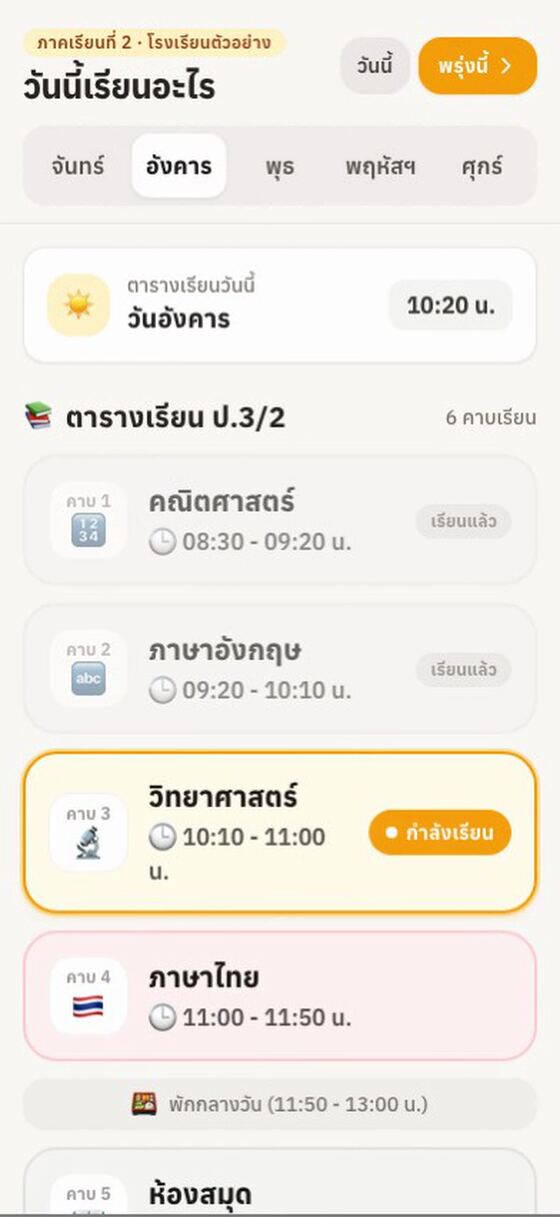 ภาคเรียนที่ 2 · โรงเรียนตัวอย่าง
วันนี้เรียนอะไร
วันนี้
พรุ่งนี้
จันทร์
อังคาร
พุธ
พฤหัสฯ
ศุกร์
ตารางเรียนวันนี้
วันอังคาร
10:20 น.
ตารางเรียน ป.3/2
6 คาบเรียน
คาบ 1
1234
คณิตศาสตร์
08:30 - 09:20 น.
เรียนแล้ว
คาบ 2
abc
ภาษาอังกฤษ
09:20 - 10:10 น.
เรียนแล้ว
คาบ 3
วิทยาศาสตร์
10:10 - 11:00
น.
กำลังเรียน
คาบ 4
ภาษาไทย
11:00 - 11:50 น.
พักกลางวัน (11:50 - 13:00 น.)
คาบ 5
ห้องสมุด